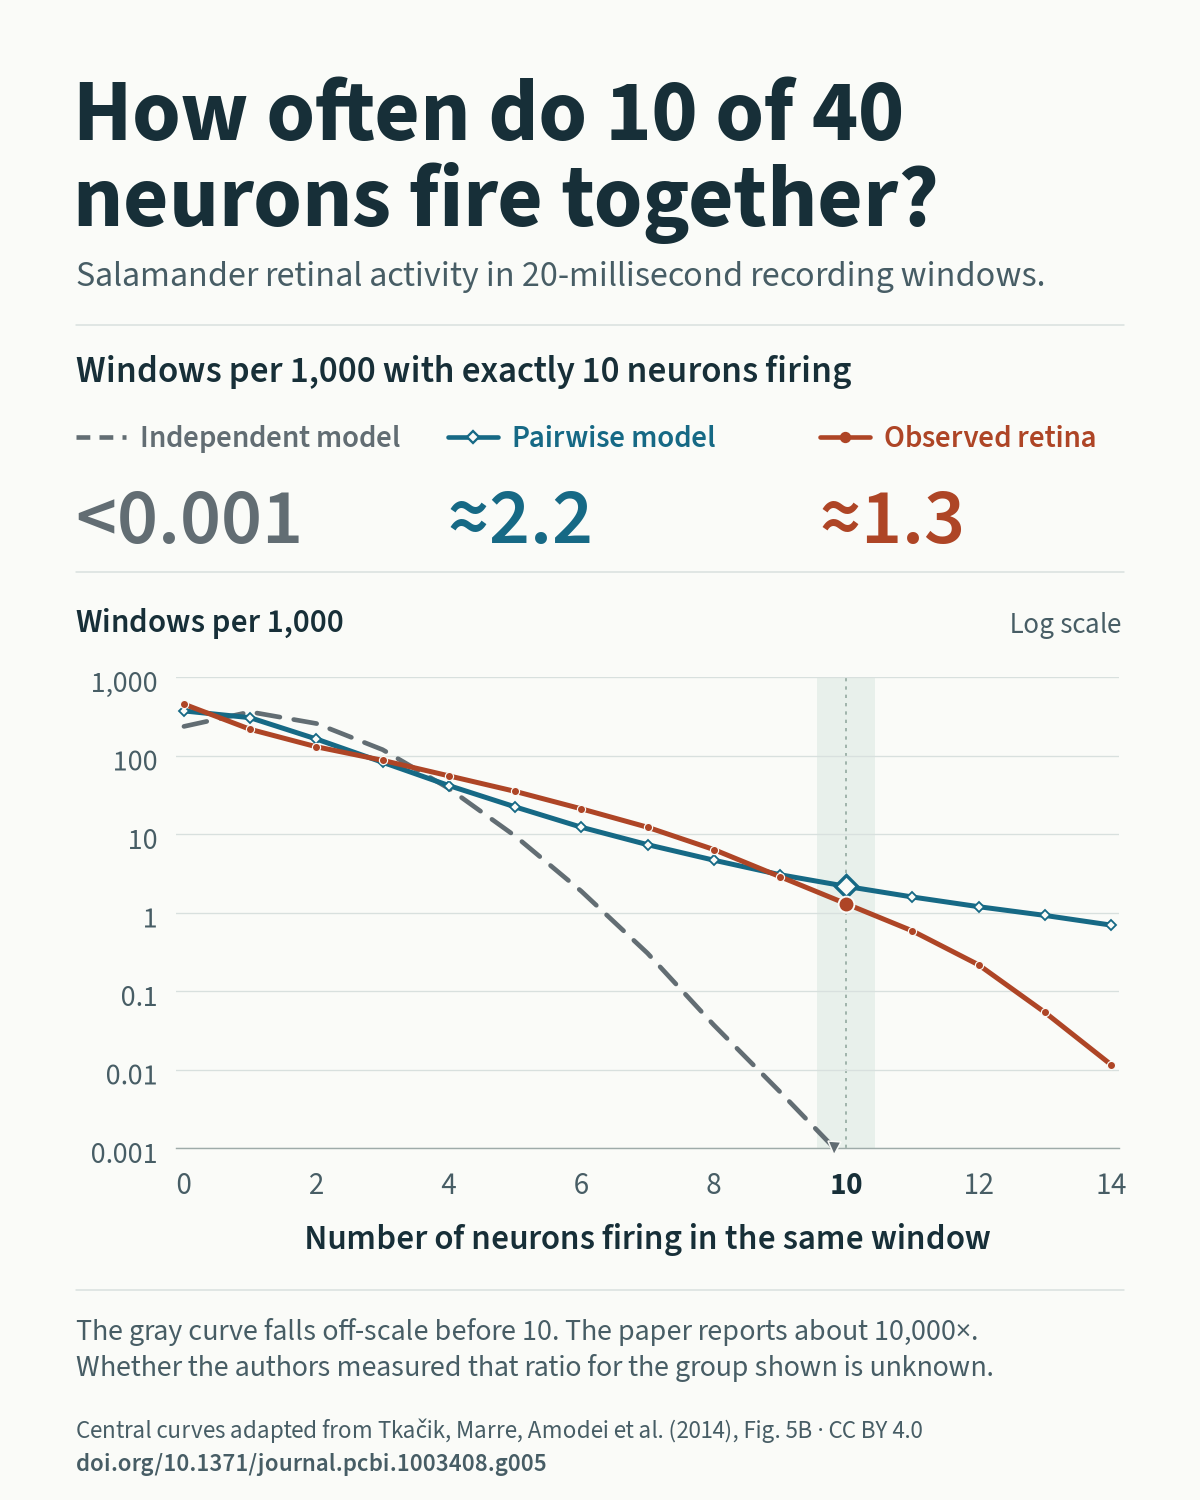 How often do 10 of 40
neurons fire together?
Salamander retinal activity in 20-millisecond recording windows.
Windows per 1,000 with exactly 10 neurons firing
Independent model
Pairwise model
Observed retina
<0.001
≈2.2
≈1.3
Windows per 1,000
Log scale
1,000
100
10
1
0.1
0.01
0.001
0 2 4 6 8 10 12 14
Number of neurons firing in the same window
The gray curve falls off-scale before 10. The paper reports about 10,000×.
Whether the authors measured that ratio for the group shown is unknown.
Central curves adapted from Tkačik, Marre, Amodei et al. (2014), Fig. 5B · CC BY 4.0
doi.org/10.1371/journal.pcbi.1003408.g005